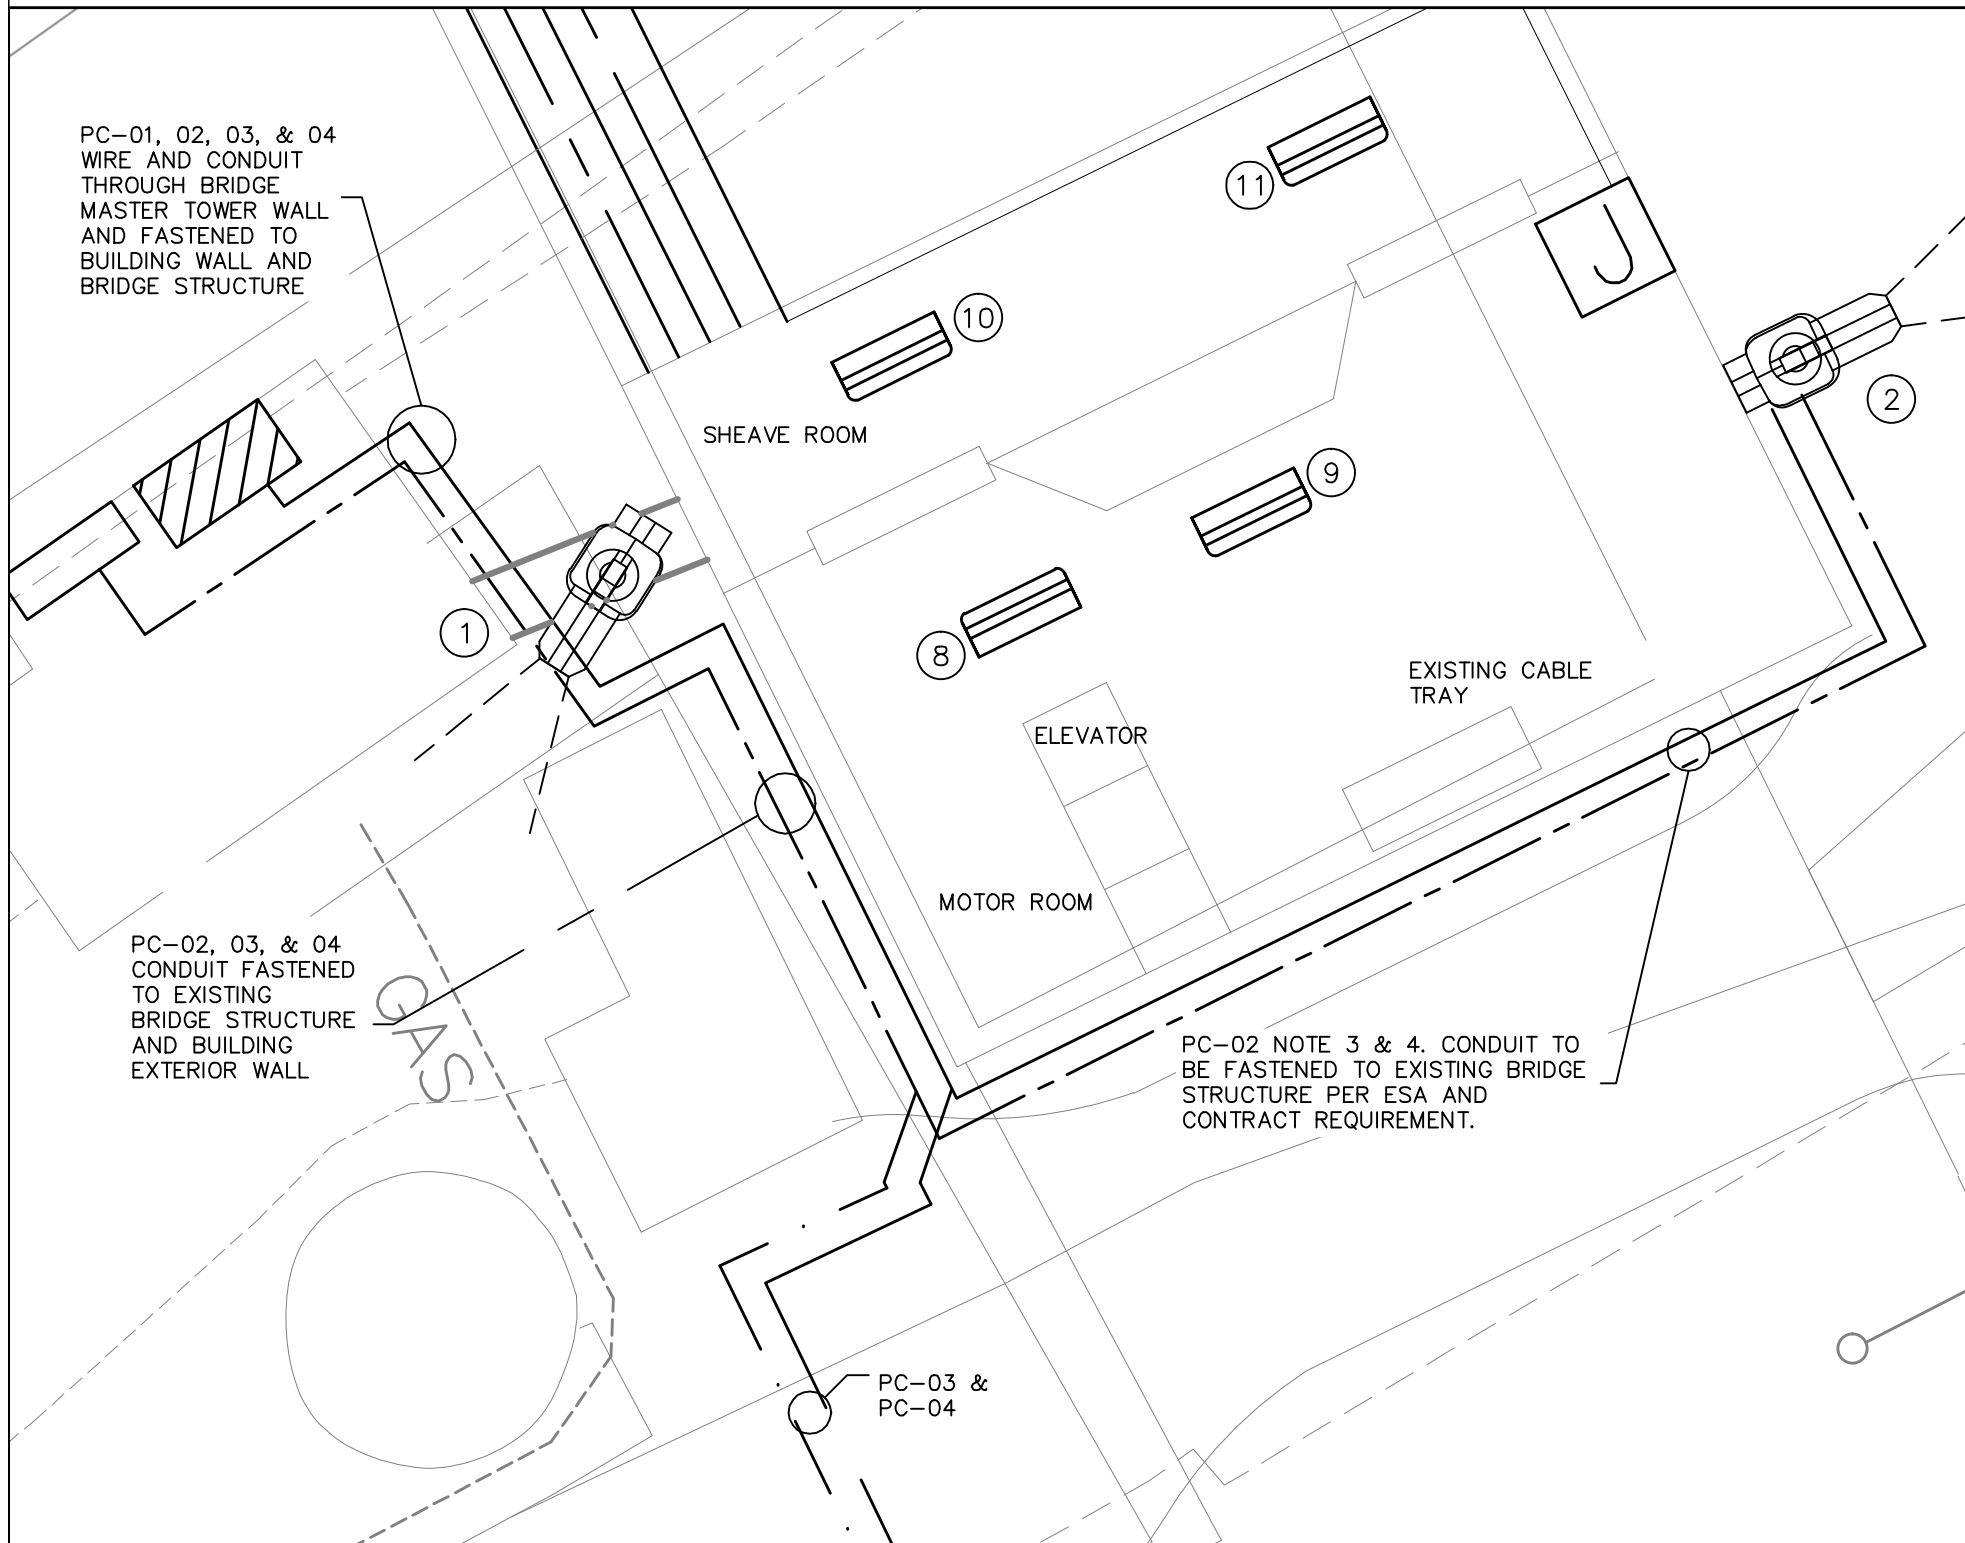 PC-01, 02, 03, & 04
WIRE AND CONDUIT
THROUGH BRIDGE
MASTER TOWER WALL
AND FASTENED TO
BUILDING WALL AND
BRIDGE STRUCTURE
11
J
10
2
SHEAVE ROOM
9
1
8
EXISTING CABLE
TRAY
ELEVATOR
MOTOR ROOM
PC-02, 03, & 04
CONDUIT FASTENED
TO EXISTING
BRIDGE STRUCTURE
AND BUILDING
EXTERIOR WALL
GAS
PC-02 NOTE 3 & 4. CONDUIT TO
BE FASTENED TO EXISTING BRIDGE
STRUCTURE PER ESA AND
CONTRACT REQUIREMENT.
PC-03 &
PC-04